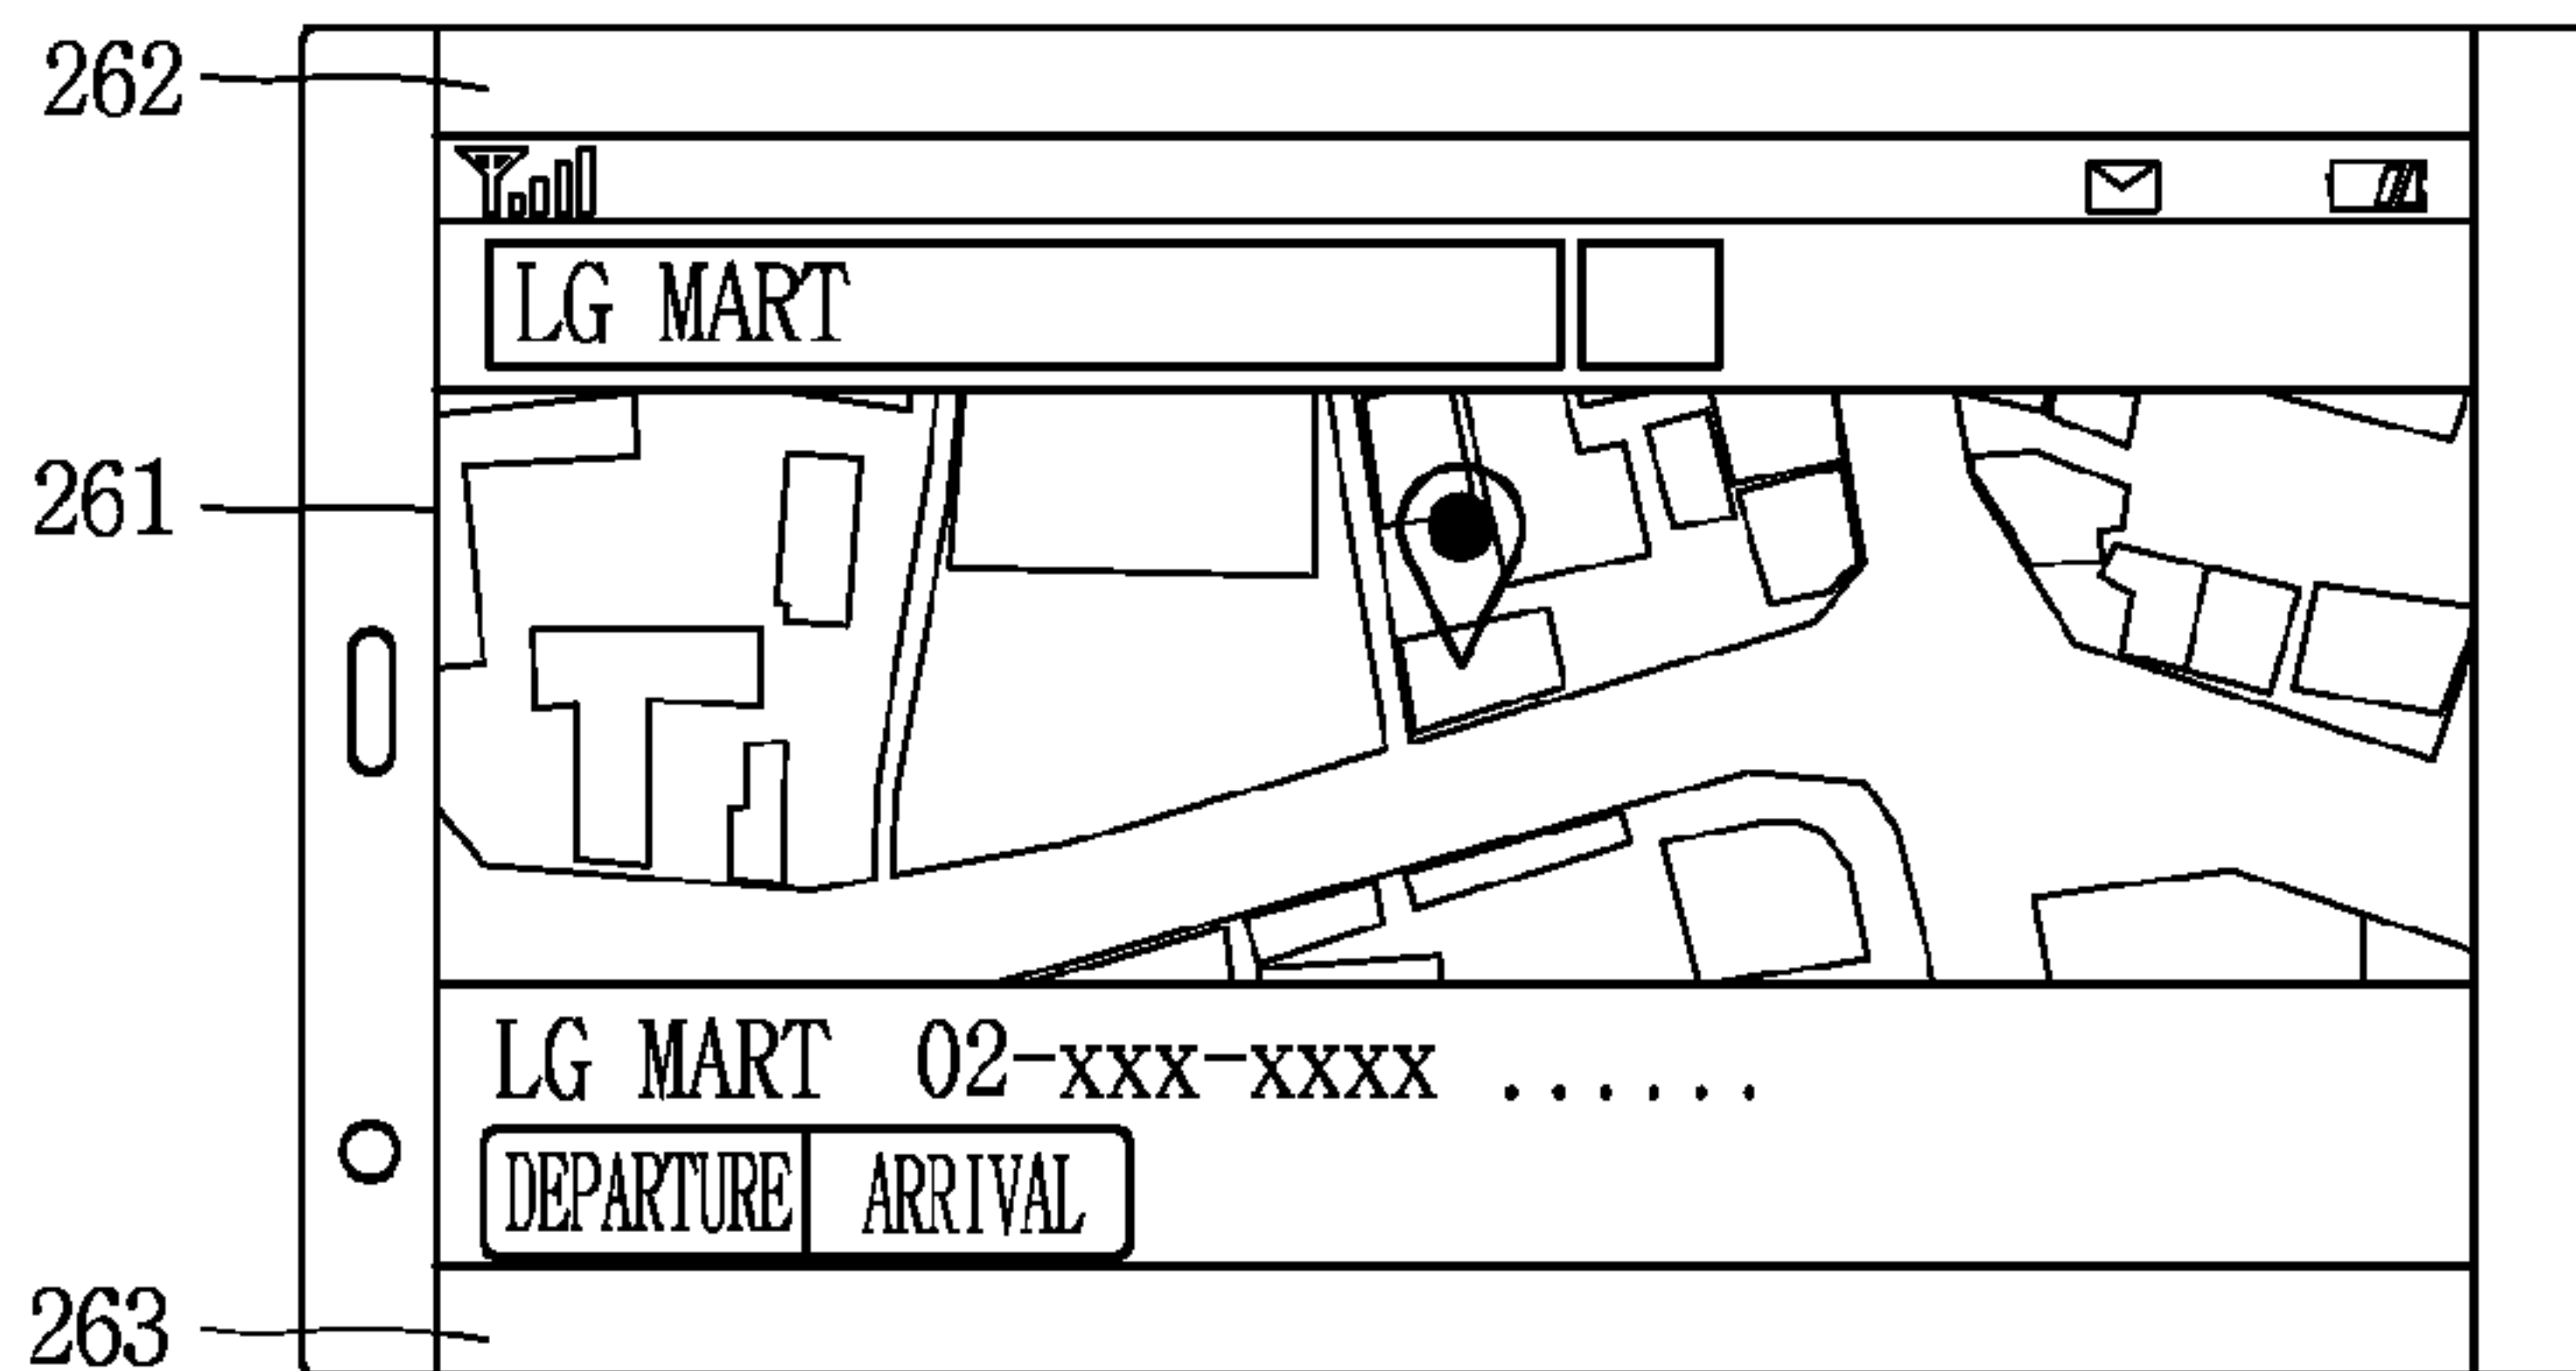 262
LG MART
261
LG MART 02-xxx-xxxx ......
DEPARTURE ARRIVAL
263